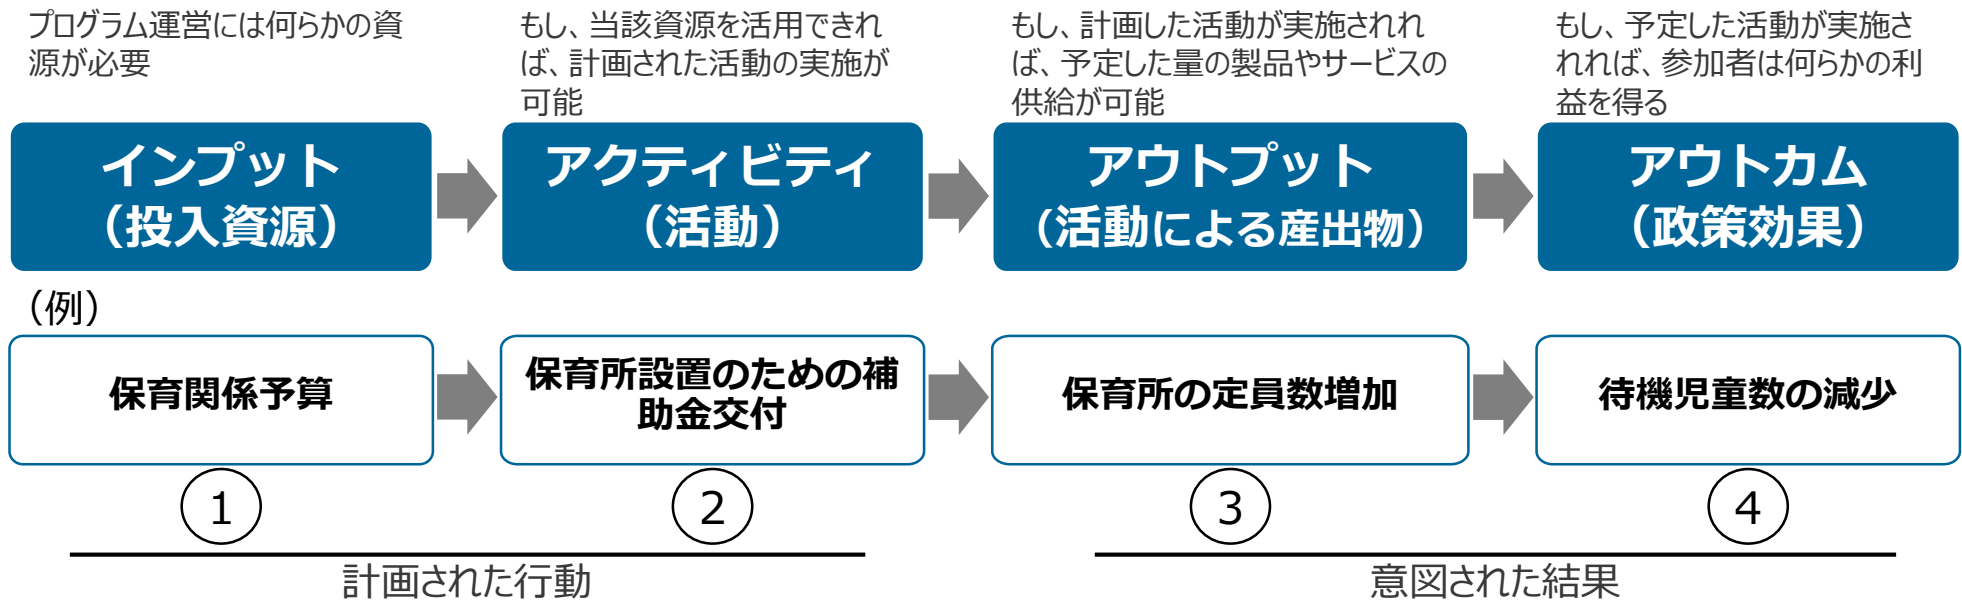 プログラム運営には何らかの資
源が必要
もし、当該資源を活用できれ
ば、計画された活動の実施が
可能
もし、計画した活動が実施されれ
ば、予定した量の製品やサービスの
供給が可能
もし、予定した活動が実施さ
れれば、参加者は何らかの利
益を得る
インプット
（投入資源）
アクティビティ
（活動）
アウトプット
（活動による産出物）
アウトカム
（政策効果）
（例）
保育関係予算
保育所設置のための補
助金交付
保育所の定員数増加
待機児童数の減少
1
2
3
4
計画された行動
意図された結果